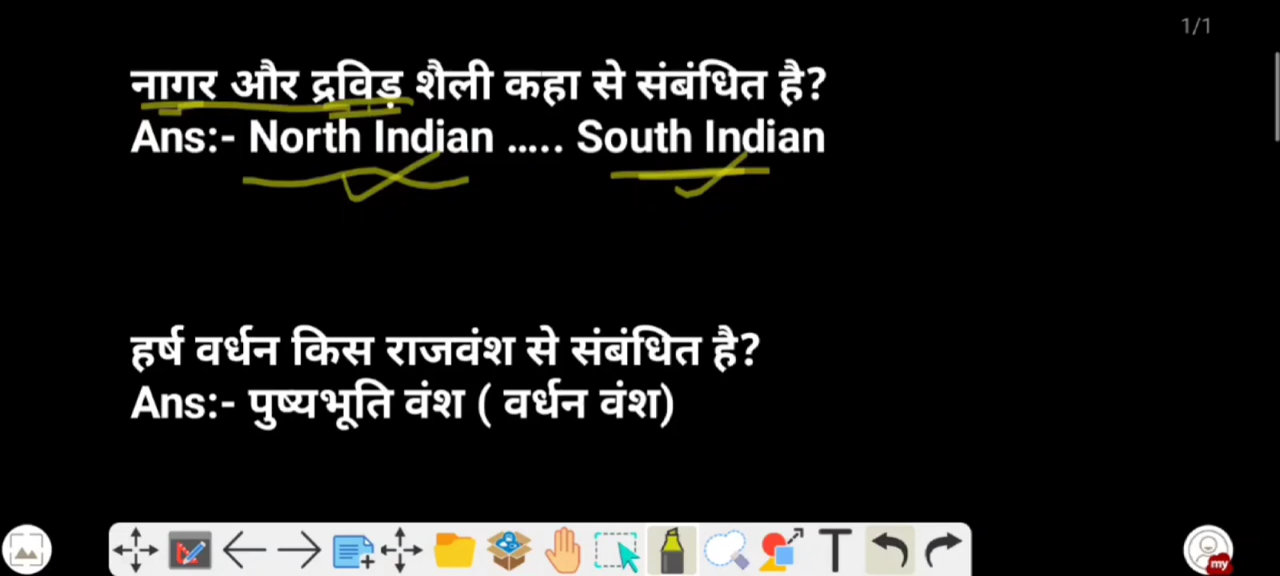 1/1
नागर और द्रविड़ शैली कहा से संबंधित है?
Ans:- North Indian ..... South Indian
हर्ष वर्धन किस राजवंश से संबंधित है?
Ans:- पुष्यभूति वंश ( वर्धन वंश)
T
my